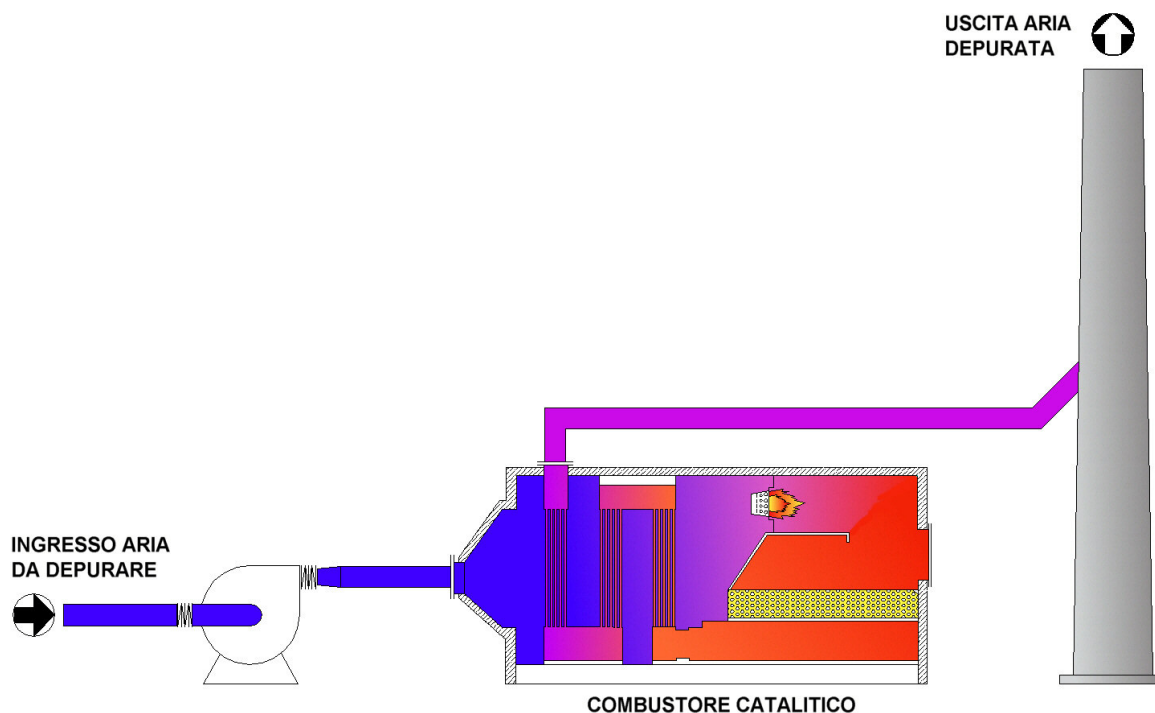 USCITA ARIA
DEPURATA
INGRESSO ARIA
DA DEPURARE
COMBUSTORE CATALITICO